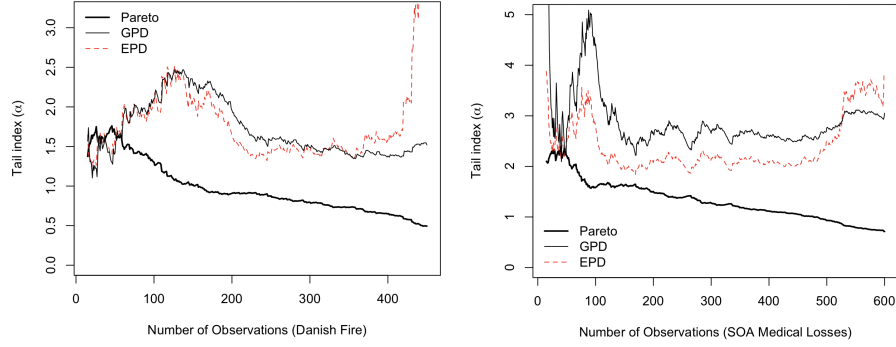 Pareto
GPD
EPD
Tail index (α)
0.0
0.5
1.0
1.5
2.0
2.5
3.0
0 100 200 300 400
Number of Observations (Danish Fire)
Tail index (α)
0
1
2
3
4
5
Pareto
GPD
EPD
0 100 200 300 400 500 600
Number of Observations (SOA Medical Losses)